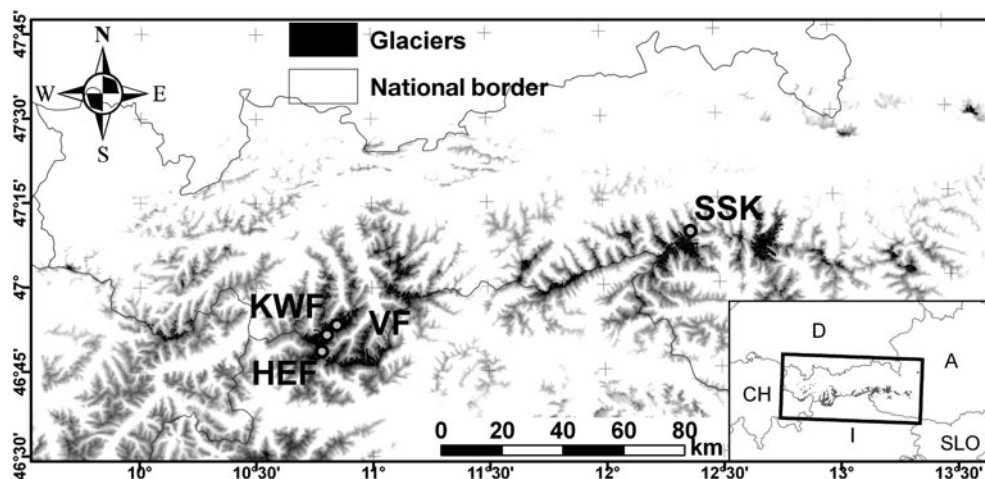 47°45'
47°30'
47°15'
47°
46°45'
46°30'
N
W E
S
Glaciers
National border
SSK
KWF
VF
HEF
0 20 40 60 80
km
D
A
CH
I
SLO
10° 10°30' 11° 11°30' 12° 12°30' 13° 13°30'